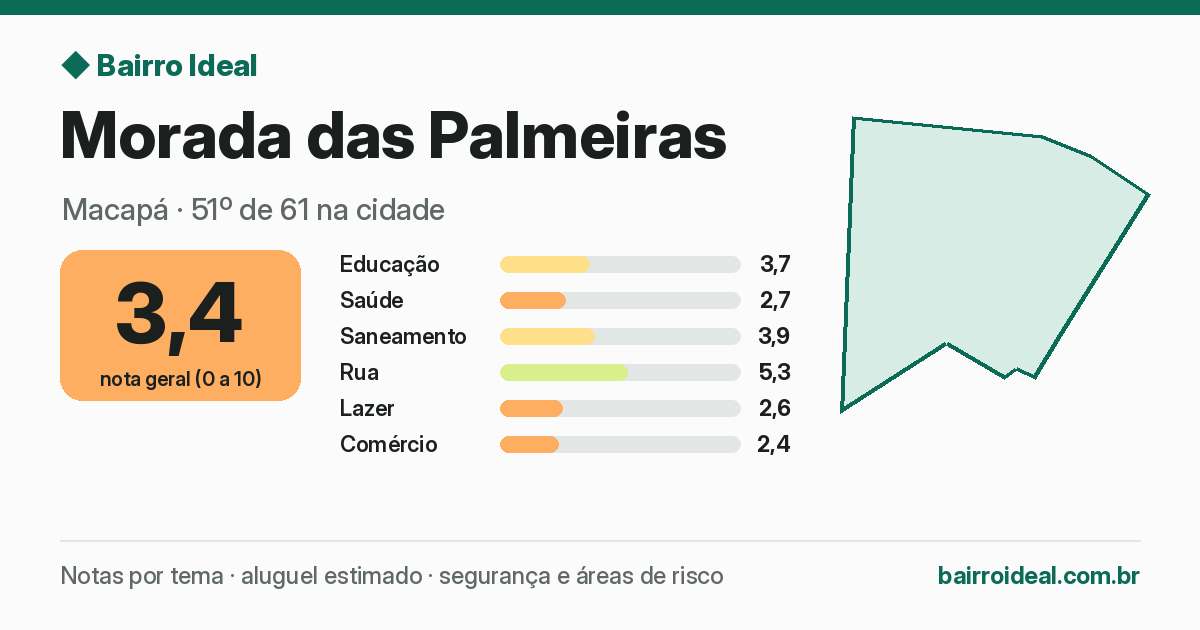 Bairro Ideal
Morada das Palmeiras
Macapá · 51º de 61 na cidade
3,4
nota geral (0 a 10)
Educação 3,7
Saúde 2,7
Saneamento 3,9
Rua 5,3
Lazer 2,6
Comércio 2,4
Notas por tema · aluguel estimado · segurança e áreas de risco
bairroideal.com.br